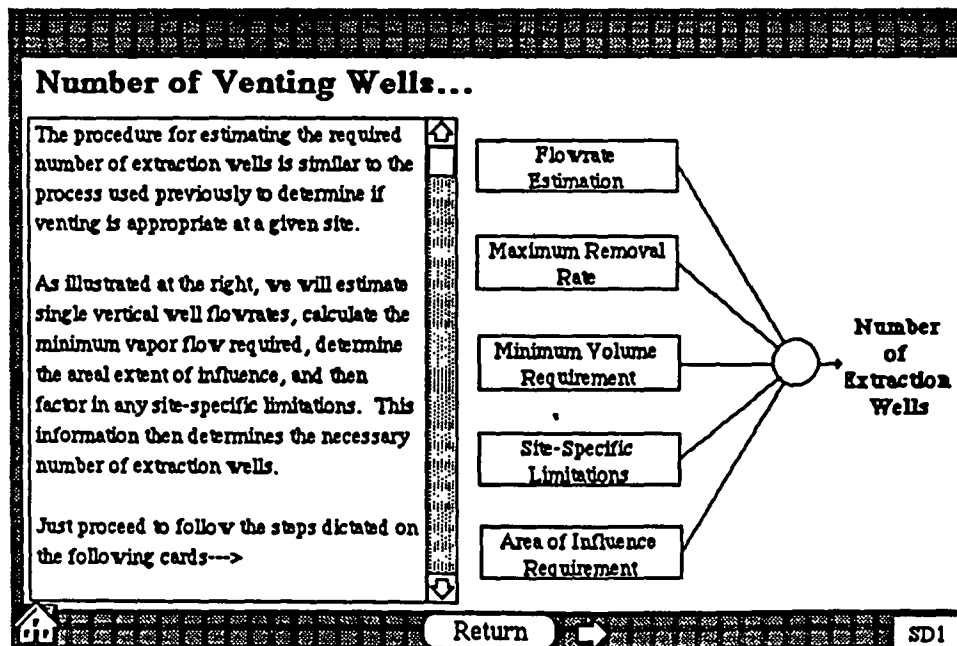 Number of Venting Wells...
The procedure for estimating the required
number of extraction wells is similar to the
process used previously to determine if
venting is appropriate at a given site.
As illustrated at the right, we will estimate
single vertical well flowrates, calculate the
minimum vapor flow required, determine
the areal extent of influence, and then
factor in any site-specific limitations. This
information then determines the necessary
number of extraction wells.
Just proceed to follow the steps dictated on
the following cards--->
Flowrate
Estimation
Maximum Removal
Rate
Minimum Volume
Requirement
Site-Specific
Limitations
Area of Influence
Requirement
Number
of
Extraction
Wells
Return
SD1